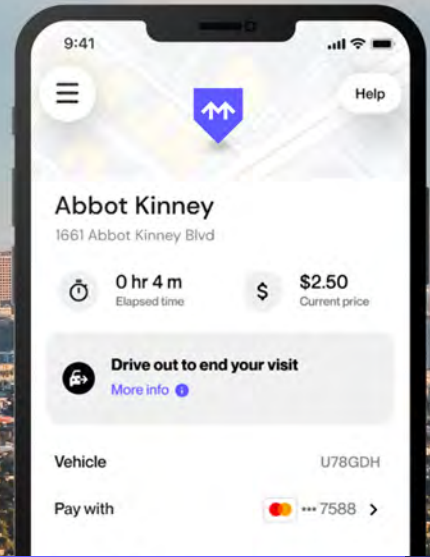 9:41
Help
Abbot Kinney
1661 Abbot Kinney Blvd
0 hr 4 m
Elapsed time
$ $2.50
Current price
Drive out to end your visit
More info
Vehicle U78GDH
Pay with ••• 7588